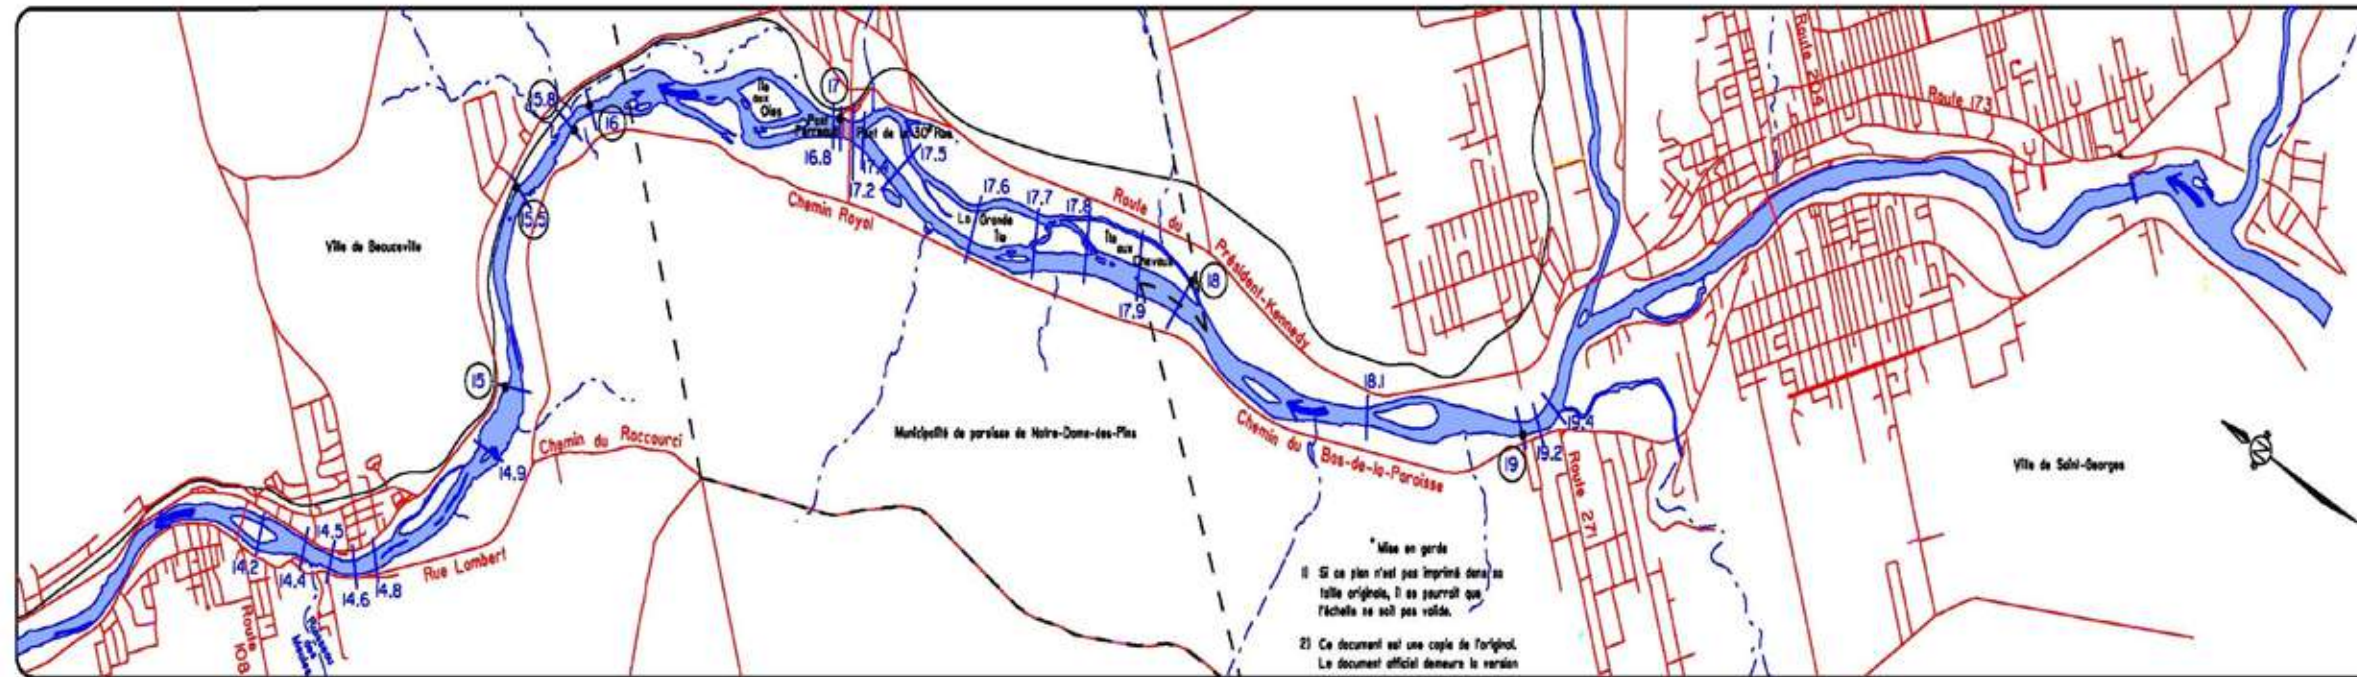 Route 204
Route 173
15.8
16
17
Île
aux
Oies
Pont
Perreault
Pont de la 30e Rue
16.8
17.2
17.4
17.5
17.6
17.7
17.8
17.9
18
La Grande
Île
Île
aux
Chevaux
Route du Président-Kennedy
Chemin Royal
15.5
Ville de Beauceville
15
14.9
Chemin du Raccourci
Municipalité de paroisse de Notre-Dame-des-Pins
18.1
Chemin du Bas-de-la-Paroisse
19
19.2
19.4
Route 271
Ville de Saint-Georges
N
14.2
14.4
14.5
14.6
14.8
Rue Lambert
Route 108
Ruisseau
des
Meules
* Mise en garde
1) Si ce plan n'est pas imprimé dans sa
taille originale, il se pourrait que
l'échelle ne soit pas valide.
2) Ce document est une copie de l'original.
Le document officiel demeure la version